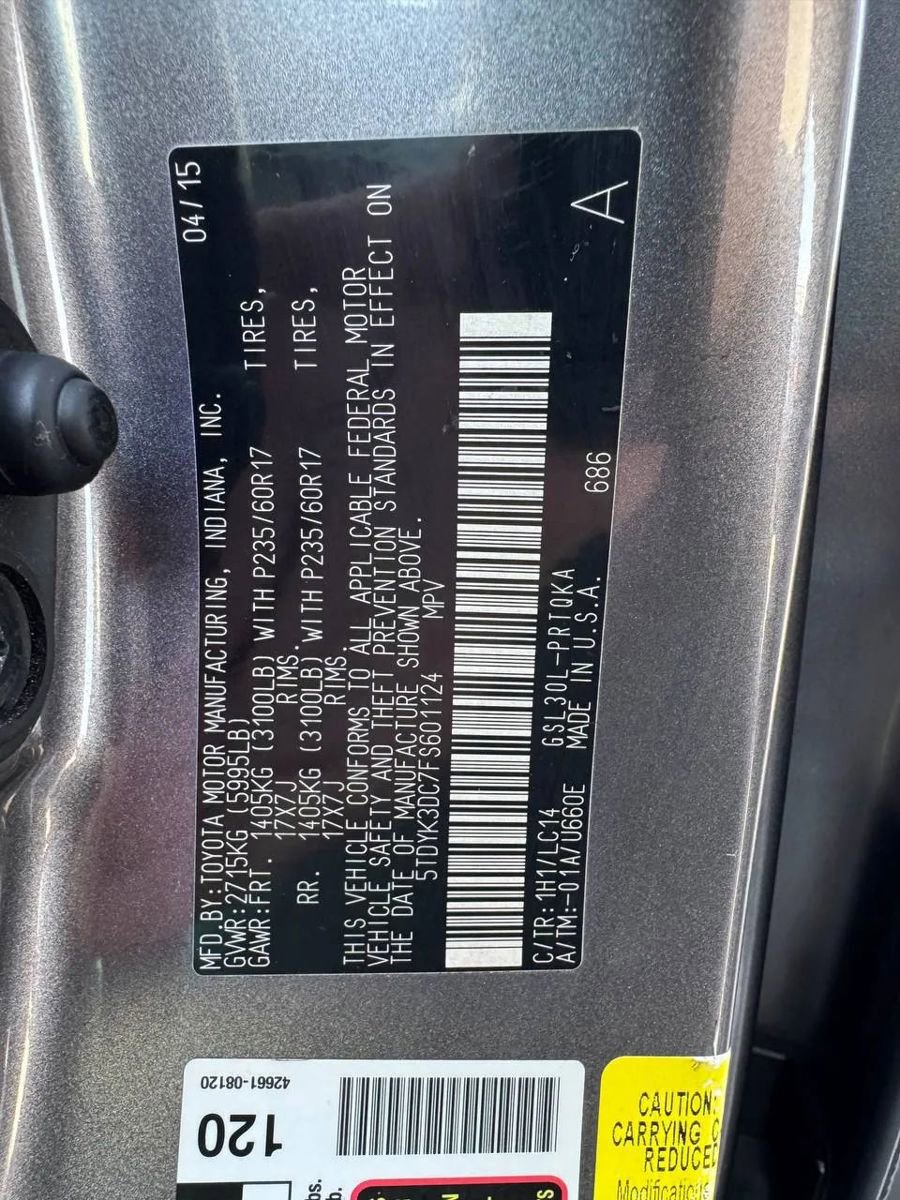 04/15
MFD.BY:TOYOTA MOTOR MANUFACTURING, INDIANA, INC.
GVWR:2715KG (5995LB)
GAWR:FRT. 1405KG (3100LB) WITH P235/60R17 TIRES,
17X7J RIMS.
RR. 1405KG (3100LB) WITH P235/60R17 TIRES,
17X7J RIMS.
THIS VEHICLE CONFORMS TO ALL APPLICABLE FEDERAL MOTOR
VEHICLE SAFETY AND THEFT PREVENTION STANDARDS IN EFFECT ON
THE DATE OF MANUFACTURE SHOWN ABOVE.
5TDYK3DC7FS601124 MPV
C/TR:1H1/LC14 GSL30L-PRTQKA 686
A/TM:-01A/U660E MADE IN U.S.A.
A
42661-08120
120
CAUTION:
CARRYING
REDUCED
Modifications